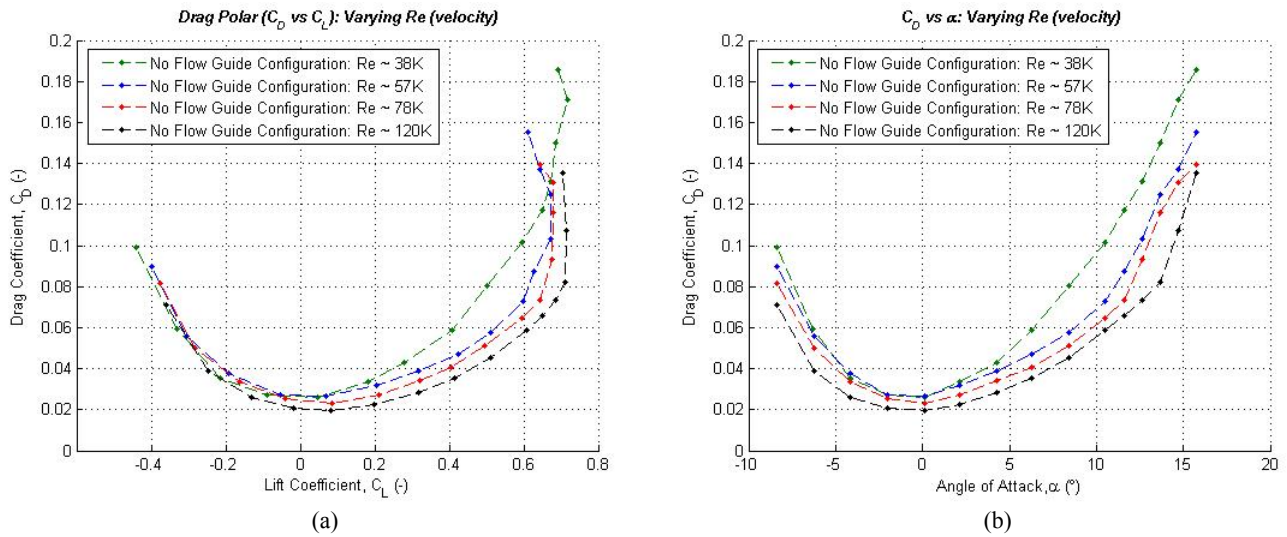 Drag Polar (C_D vs C_L): Varying Re (velocity)
0.2
0.18
0.16
0.14
0.12
0.1
0.08
0.06
0.04
0.02
0
Drag Coefficient, C_D (-)
No Flow Guide Configuration: Re ~ 38K
No Flow Guide Configuration: Re ~ 57K
No Flow Guide Configuration: Re ~ 78K
No Flow Guide Configuration: Re ~ 120K
-0.4 -0.2 0 0.2 0.4 0.6 0.8
Lift Coefficient, C_L (-)
(a)
C_D vs α: Varying Re (velocity)
0.2
0.18
0.16
0.14
0.12
0.1
0.08
0.06
0.04
0.02
0
Drag Coefficient, C_D (-)
No Flow Guide Configuration: Re ~ 38K
No Flow Guide Configuration: Re ~ 57K
No Flow Guide Configuration: Re ~ 78K
No Flow Guide Configuration: Re ~ 120K
-10 -5 0 5 10 15 20
Angle of Attack,α (°)
(b)